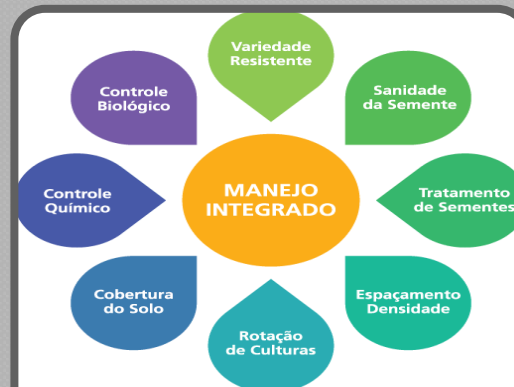 Variedade
Resistente
Controle
Biológico
Sanidade
da Semente
Controle
Químico
MANEJO
INTEGRADO
Tratamento
de Sementes
Cobertura
do Solo
Espaçamento
Densidade
Rotação
de Culturas